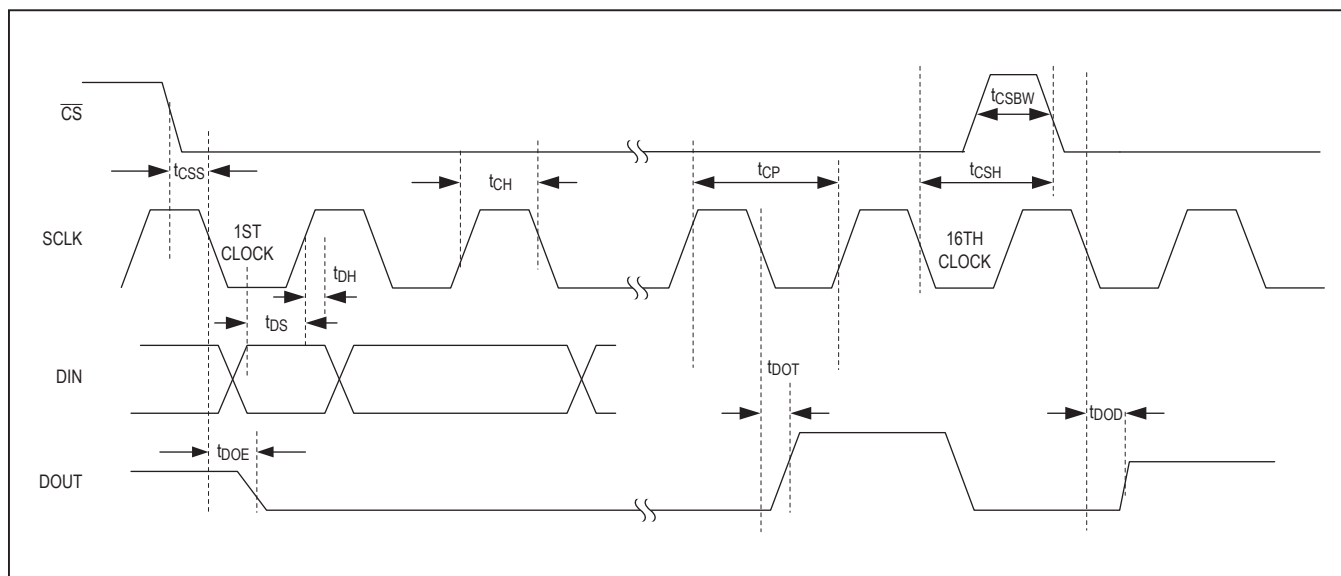 CS
tCSBW
tCSS
tCH
tCP
tCSH
SCLK
1ST
CLOCK
16TH
CLOCK
tDH
tDS
DIN
tDOT
tDOD
tDOE
DOUT